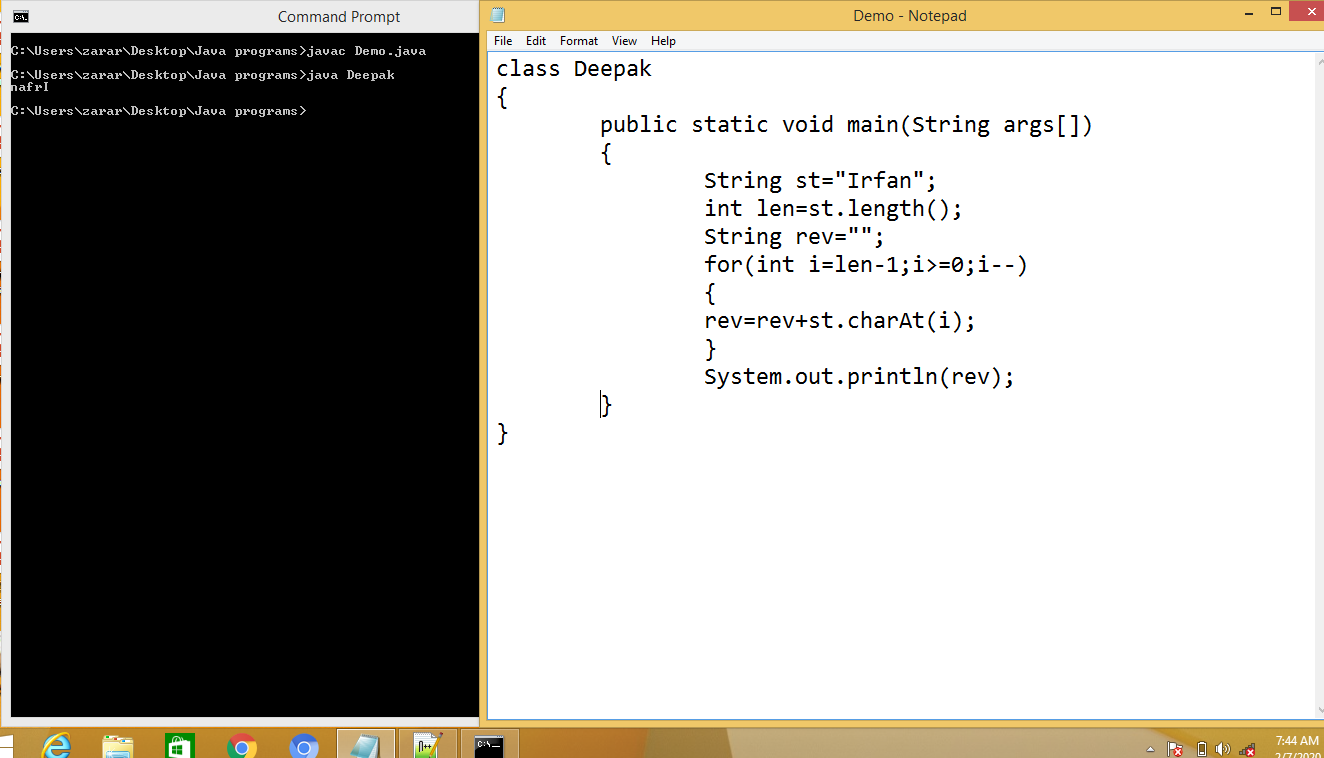 Command Prompt
C:\Users\zarar\Desktop\Java programs>javac Demo.java
C:\Users\zarar\Desktop\Java programs>java Deepak
nafrI
C:\Users\zarar\Desktop\Java programs>
Demo - Notepad
File Edit Format View Help
class Deepak
{
public static void main(String args[])
{
String st="Irfan";
int len=st.length();
String rev="";
for(int i=len-1;i>=0;i--)
{
rev=rev+st.charAt(i);
}
System.out.println(rev);
}
}
7:44 AM
2/7/2020